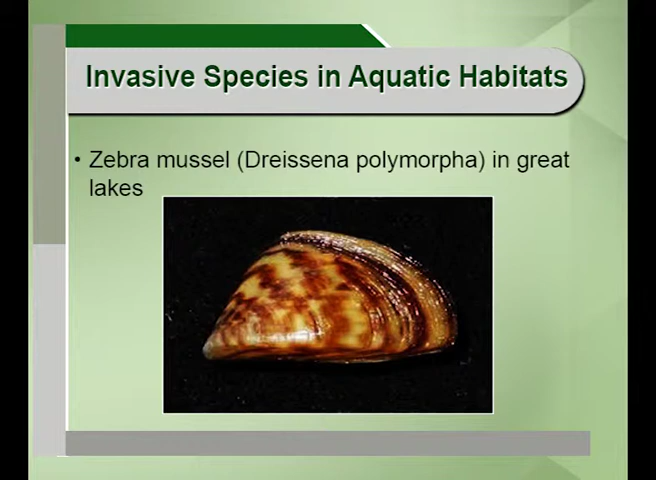 Invasive Species in Aquatic Habitats
• Zebra mussel (Dreissena polymorpha) in great
lakes